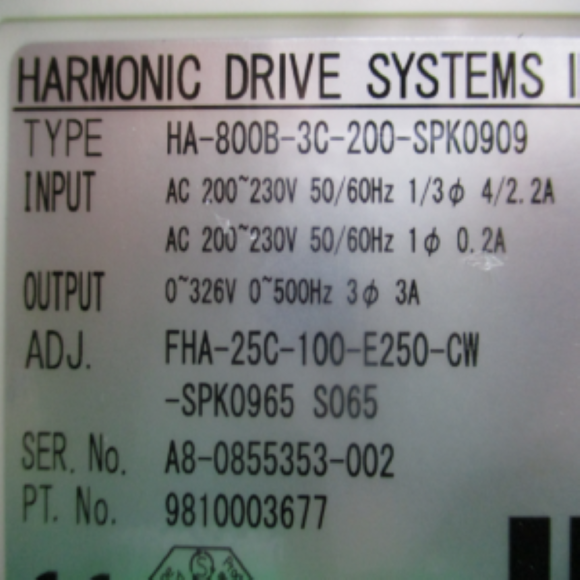 HARMONIC DRIVE SYSTEMS I
TYPE HA-800B-3C-200-SPK0909
INPUT AC 200~230V 50/60Hz 1/3φ 4/2.2A
AC 200~230V 50/60Hz 1φ 0.2A
OUTPUT 0~326V 0~500Hz 3φ 3A
ADJ. FHA-25C-100-E250-CW
-SPK0965 S065
SER. No. A8-0855353-002
PT. No. 9810003677